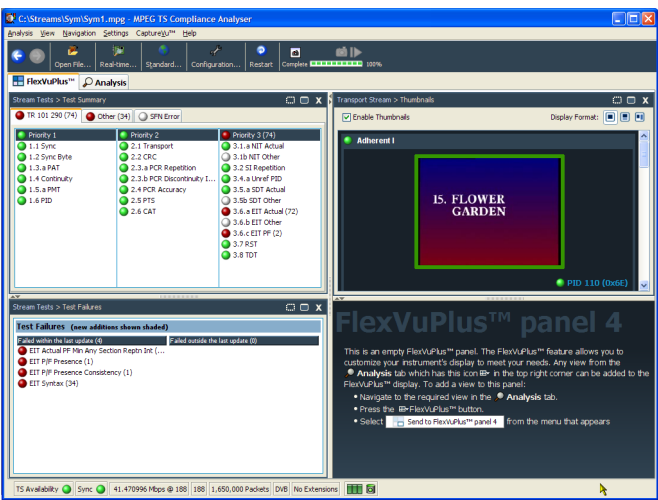 C:\Streams\Sym\Sym1.mpg - MPEG TS Compliance Analyser
Analysis View Navigation Settings CaptureVu™ Help
Open File... Real-time... Standard... Configuration... Restart Complete 100%
FlexVuPlus™ Analysis
Stream Tests > Test Summary
TR 101 290 (74) Other (34) SFN Error
Priority 1
1.1 Sync
1.2 Sync Byte
1.3.a PAT
1.4 Continuity
1.5.a PMT
1.6 PID
Priority 2
2.1 Transport
2.2 CRC
2.3.a PCR Repetition
2.3.b PCR Discontinuity I...
2.4 PCR Accuracy
2.5 PTS
2.6 CAT
Priority 3 (74)
3.1.a NIT Actual
3.1b NIT Other
3.2 SI Repetition
3.4.a Unref PID
3.5.a SDT Actual
3.5b SDT Other
3.6.a EIT Actual (72)
3.6.b EIT Other
3.6.c EIT PF (2)
3.7 RST
3.8 TDT
Transport Stream > Thumbnails
Enable Thumbnails Display Format:
Adherent I
15. FLOWER
GARDEN
PID 110 (0x6E)
Stream Tests > Test Failures
Test Failures (new additions shown shaded)
Failed within the last update (4) Failed outside the last update (0)
EIT Actual PF Min Any Section Reptn Int (...
EIT P/F Presence (1)
EIT P/F Presence Consistency (1)
EIT Syntax (34)
FlexVuPlus™ panel 4
This is an empty FlexVuPlus™ panel. The FlexVuPlus™ feature allows you to
customize your instrument's display to meet your needs. Any view from the
Analysis tab which has this icon in the top right corner can be added to the
FlexVuPlus™ display. To add a view to this panel:
• Navigate to the required view in the Analysis tab.
• Press the FlexVuPlus™ button.
• Select Send to FlexVuPlus™ panel 4 from the menu that appears
TS Availability Sync 41.470996 Mbps @ 188 188 1,650,000 Packets DVB No Extensions